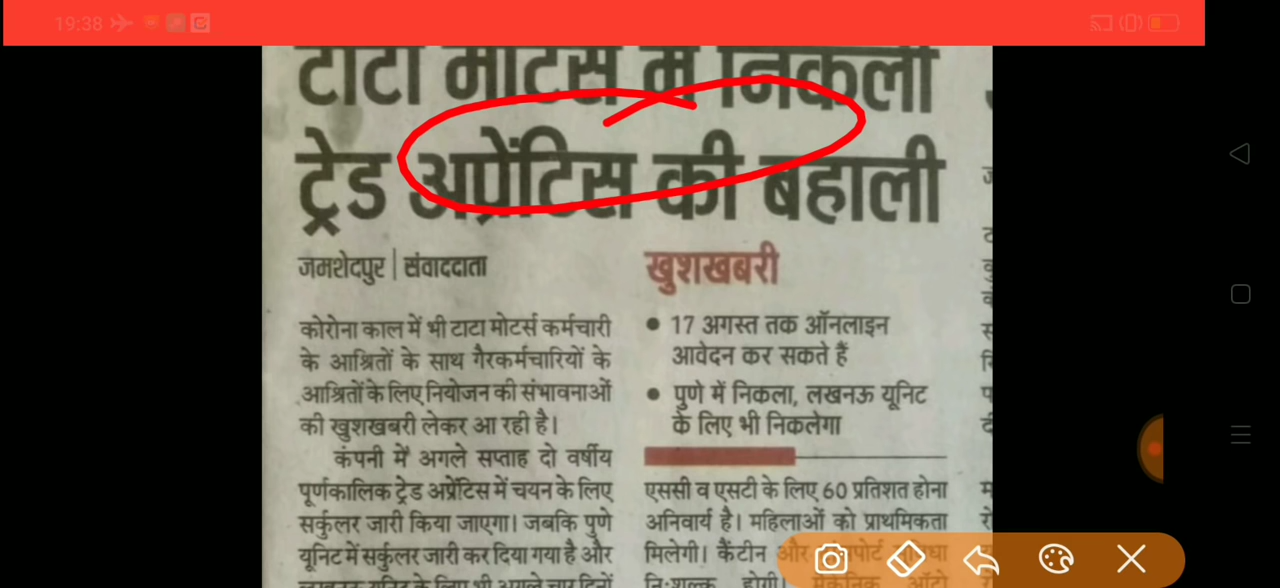 19:38
टाटा मोटर्स में निकली
ट्रेड अप्रेंटिस की बहाली
जमशेदपुर | संवाददाता
कोरोना काल में भी टाटा मोटर्स कर्मचारी
के आश्रितों के साथ गैरकर्मचारियों के
आश्रितों के लिए नियोजन की संभावनाओं
की खुशखबरी लेकर आ रही है।
कंपनी में अगले सप्ताह दो वर्षीय
पूर्णकालिक ट्रेड अप्रेंटिस में चयन के लिए
सर्कुलर जारी किया जाएगा। जबकि पुणे
यूनिट में सर्कुलर जारी कर दिया गया है और
खुशखबरी
● 17 अगस्त तक ऑनलाइन
आवेदन कर सकते हैं
● पुणे में निकला, लखनऊ यूनिट
के लिए भी निकलेगा
एससी व एसटी के लिए 60 प्रतिशत होना
अनिवार्य है। महिलाओं को प्राथमिकता
मिलेगी। कैंटीन और